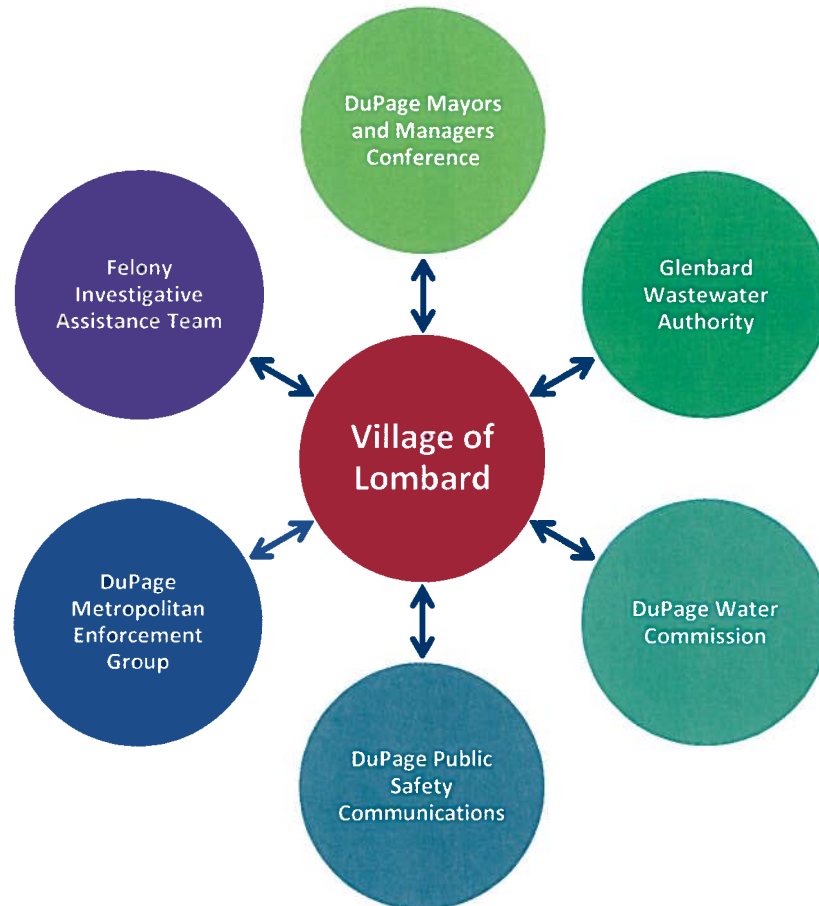 DuPage Mayors
and Managers
Conference
Felony
Investigative
Assistance Team
Glenbard
Wastewater
Authority
Village of
Lombard
DuPage
Metropolitan
Enforcement
Group
DuPage Water
Commission
DuPage Public
Safety
Communications